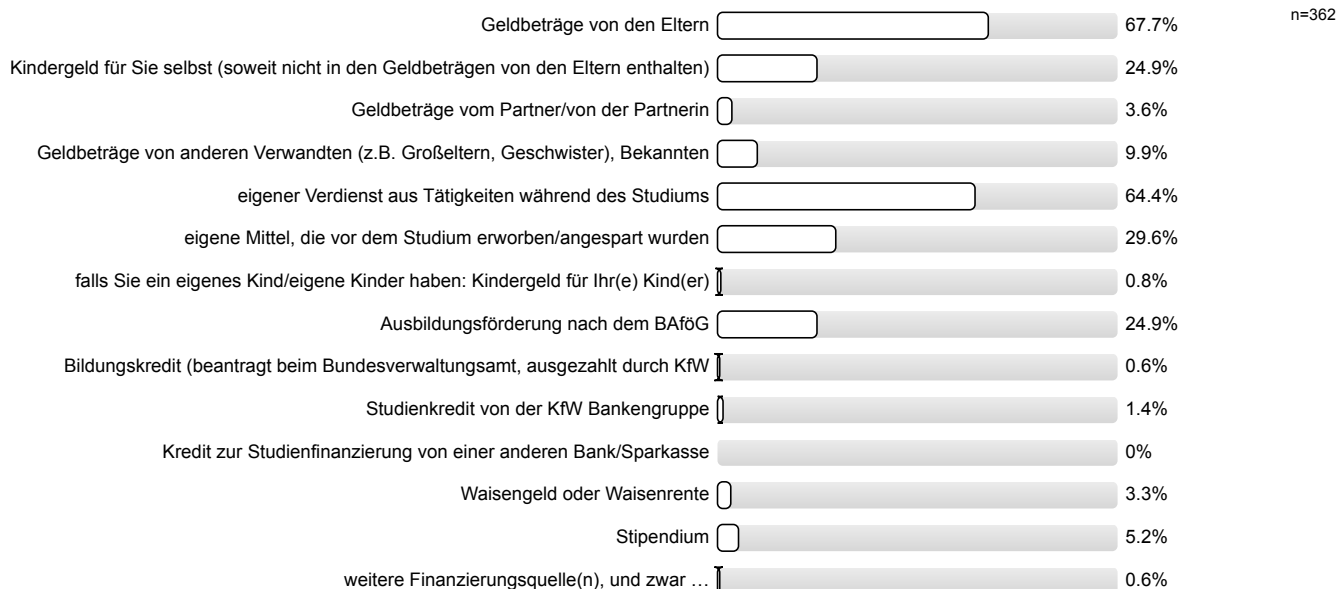 n=362
Geldbeträge von den Eltern 67.7%
Kindergeld für Sie selbst (soweit nicht in den Geldbeträgen von den Eltern enthalten) 24.9%
Geldbeträge vom Partner/von der Partnerin 3.6%
Geldbeträge von anderen Verwandten (z.B. Großeltern, Geschwister), Bekannten 9.9%
eigener Verdienst aus Tätigkeiten während des Studiums 64.4%
eigene Mittel, die vor dem Studium erworben/angespart wurden 29.6%
falls Sie ein eigenes Kind/eigene Kinder haben: Kindergeld für Ihr(e) Kind(er) 0.8%
Ausbildungsförderung nach dem BAföG 24.9%
Bildungskredit (beantragt beim Bundesverwaltungsamt, ausgezahlt durch KfW 0.6%
Studienkredit von der KfW Bankengruppe 1.4%
Kredit zur Studienfinanzierung von einer anderen Bank/Sparkasse 0%
Waisengeld oder Waisenrente 3.3%
Stipendium 5.2%
weitere Finanzierungsquelle(n), und zwar … 0.6%